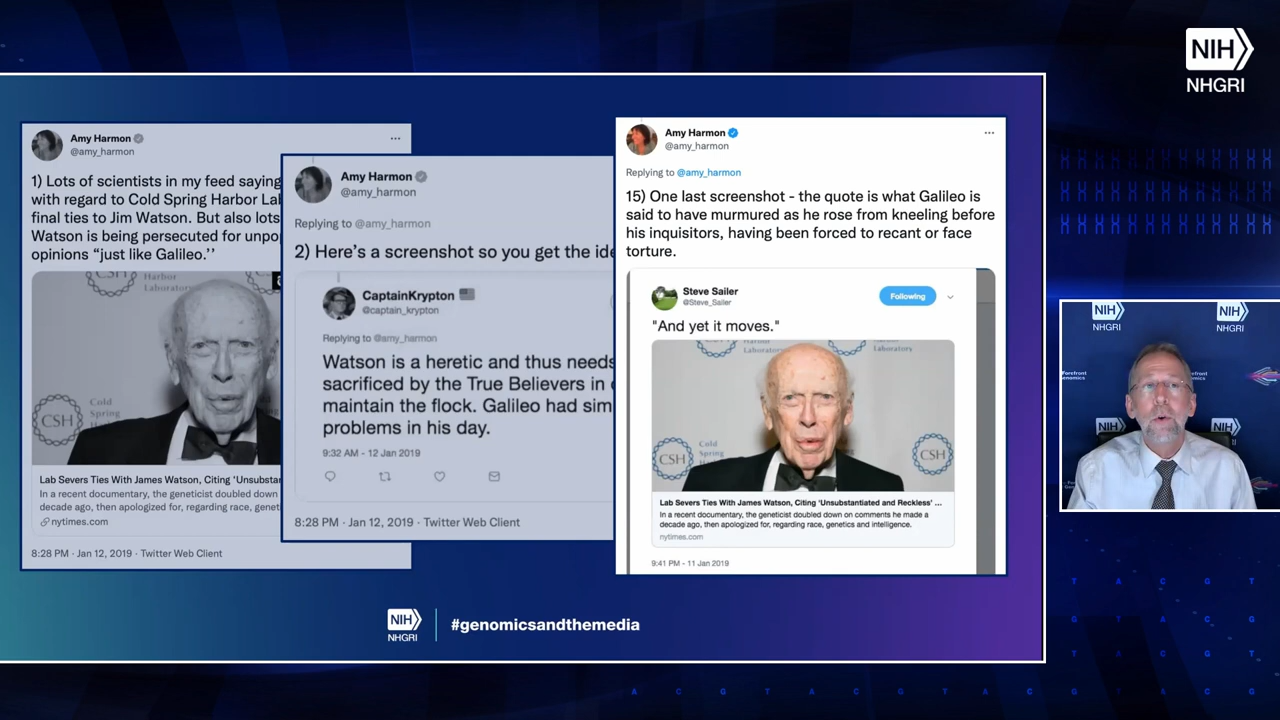 NIH
NHGRI
Amy Harmon
@amy_harmon
1) Lots of scientists in my feed saying
with regard to Cold Spring Harbor La
final ties to Jim Watson. But also lots
Watson is being persecuted for unpo
opinions “just like Galileo.’’
Harbor
Laboratory
CSH
Cold
Spring
Lab Severs Ties With James Watson, Citing ‘Unsubstan
In a recent documentary, the geneticist doubled down
decade ago, then apologized for, regarding race, genet
nytimes.com
8:28 PM · Jan 12, 2019 · Twitter Web Client
Amy Harmon
@amy_harmon
Replying to @amy_harmon
2) Here’s a screenshot so you get the ide
CaptainKrypton
@captain_krypton
Replying to @amy_harmon
Watson is a heretic and thus needs
sacrificed by the True Believers in
maintain the flock. Galileo had sim
problems in his day.
9:32 AM - 12 Jan 2019
8:28 PM · Jan 12, 2019 · Twitter Web Client
Amy Harmon
@amy_harmon
Replying to @amy_harmon
15) One last screenshot - the quote is what Galileo is
said to have murmured as he rose from kneeling before
his inquisitors, having been forced to recant or face
torture.
Steve Sailer
@Steve_Sailer
Following
"And yet it moves."
Harbor
Laboratory
Laboratory
CSH
Cold
Spring
CSH
Lab Severs Ties With James Watson, Citing ‘Unsubstantiated and Reckless’ ...
In a recent documentary, the geneticist doubled down on comments he made a
decade ago, then apologized for, regarding race, genetics and intelligence.
nytimes.com
9:41 PM - 11 Jan 2019
NIH
NHGRI
#genomicsandthemedia
NIH
NHGRI
NIH
NHGRI
Forefront
enomics
NIH
NIH
T A C G T
T A C G T
A C G T A C G T A C G T A C G